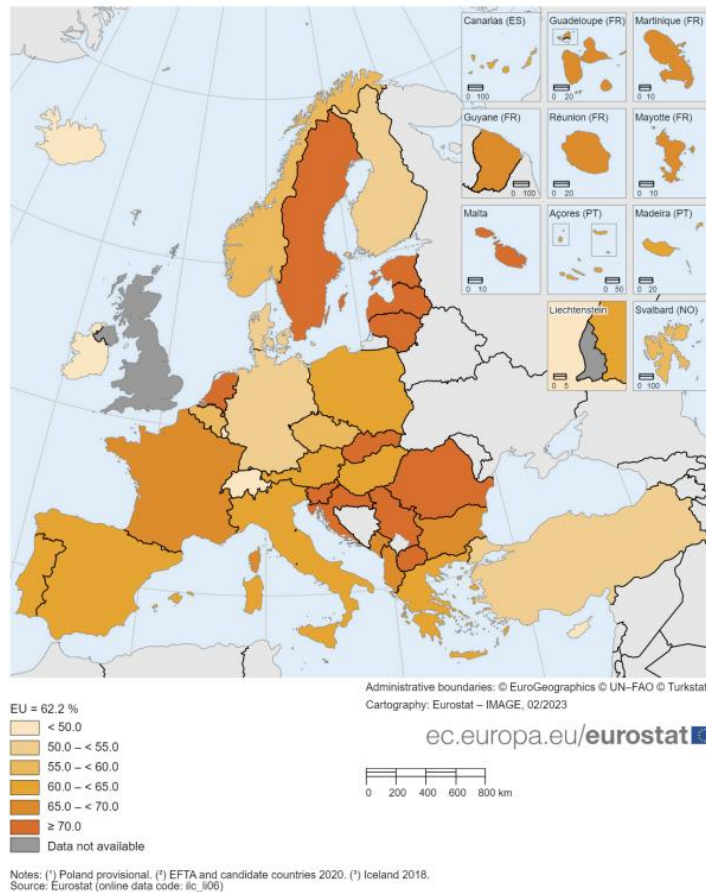 Canarias (ES)
0 100
Guadeloupe (FR)
0 20
Martinique (FR)
0 10
Guyane (FR)
0 100
Réunion (FR)
0 20
Mayotte (FR)
0 10
Malta
0 10
Açores (PT)
0 50
Madeira (PT)
0 20
Liechtenstein
0 5
Svalbard (NO)
0 100
Administrative boundaries: © EuroGeographics © UN–FAO © Turkstat
Cartography: Eurostat – IMAGE, 02/2023
ec.europa.eu/eurostat
0 200 400 600 800 km
EU = 62.2 %
< 50.0
50.0 – < 55.0
55.0 – < 60.0
60.0 – < 65.0
65.0 – < 70.0
≥ 70.0
Data not available
Notes: (¹) Poland provisional. (²) EFTA and candidate countries 2020. (³) Iceland 2018.
Source: Eurostat (online data code: ilc_li06)